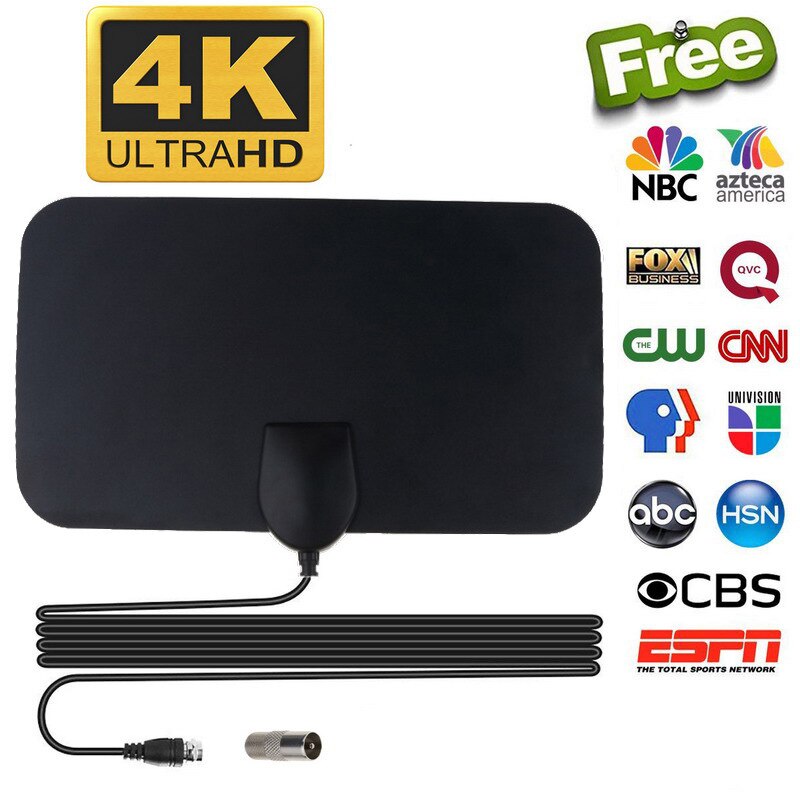 4K
ULTRAHD
Free
NBC
azteca
america
FOX
BUSINESS
QVC
THE CW
CNN
UNIVISION
abc
HSN
CBS
ESPN
THE TOTAL SPORTS NETWORK